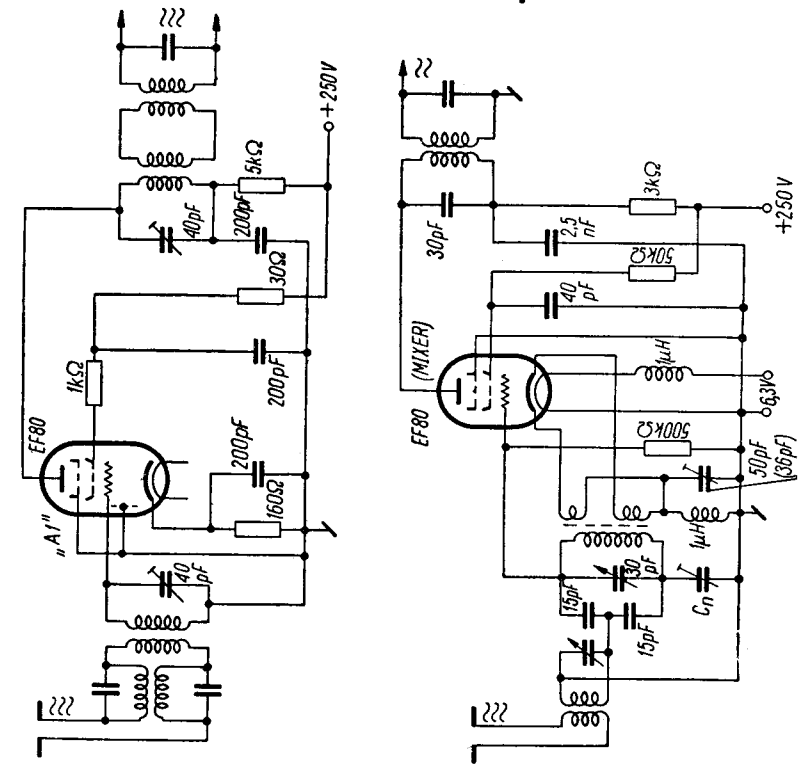 +250V
5kΩ
40pF
200pF
30Ω
1kΩ
200pF
EF80
„A1"
200pF
160Ω
40
pF
30pF
2,5
nF
3kΩ
+250V
50kΩ
40
pF
EF80
(MIXER)
1µH
6,3V
500kΩ
50pF
(36pF)
1µH
30
pF
15pF
15pF
Cn